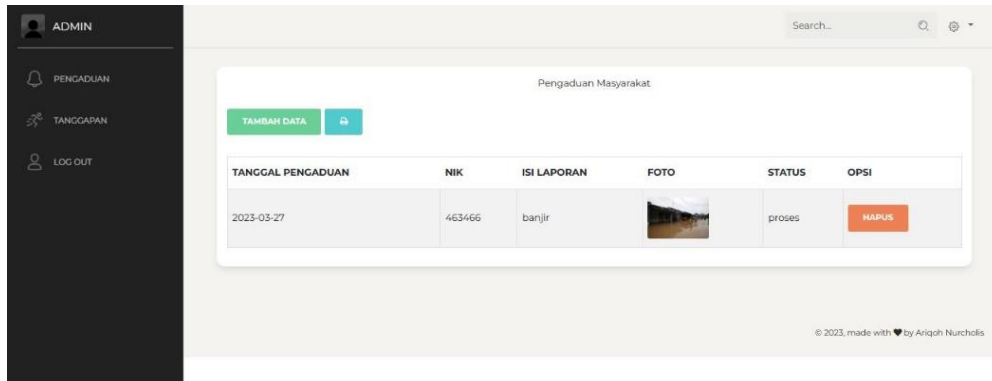 ADMIN
Search...
PENGADUAN
TANGGAPAN
LOG OUT
Pengaduan Masyarakat
TAMBAH DATA
TANGGAL PENGADUAN NIK ISI LAPORAN FOTO STATUS OPSI
2023-03-27 463466 banjir proses HAPUS
© 2023, made with ♥ by Ariqoh Nurcholis